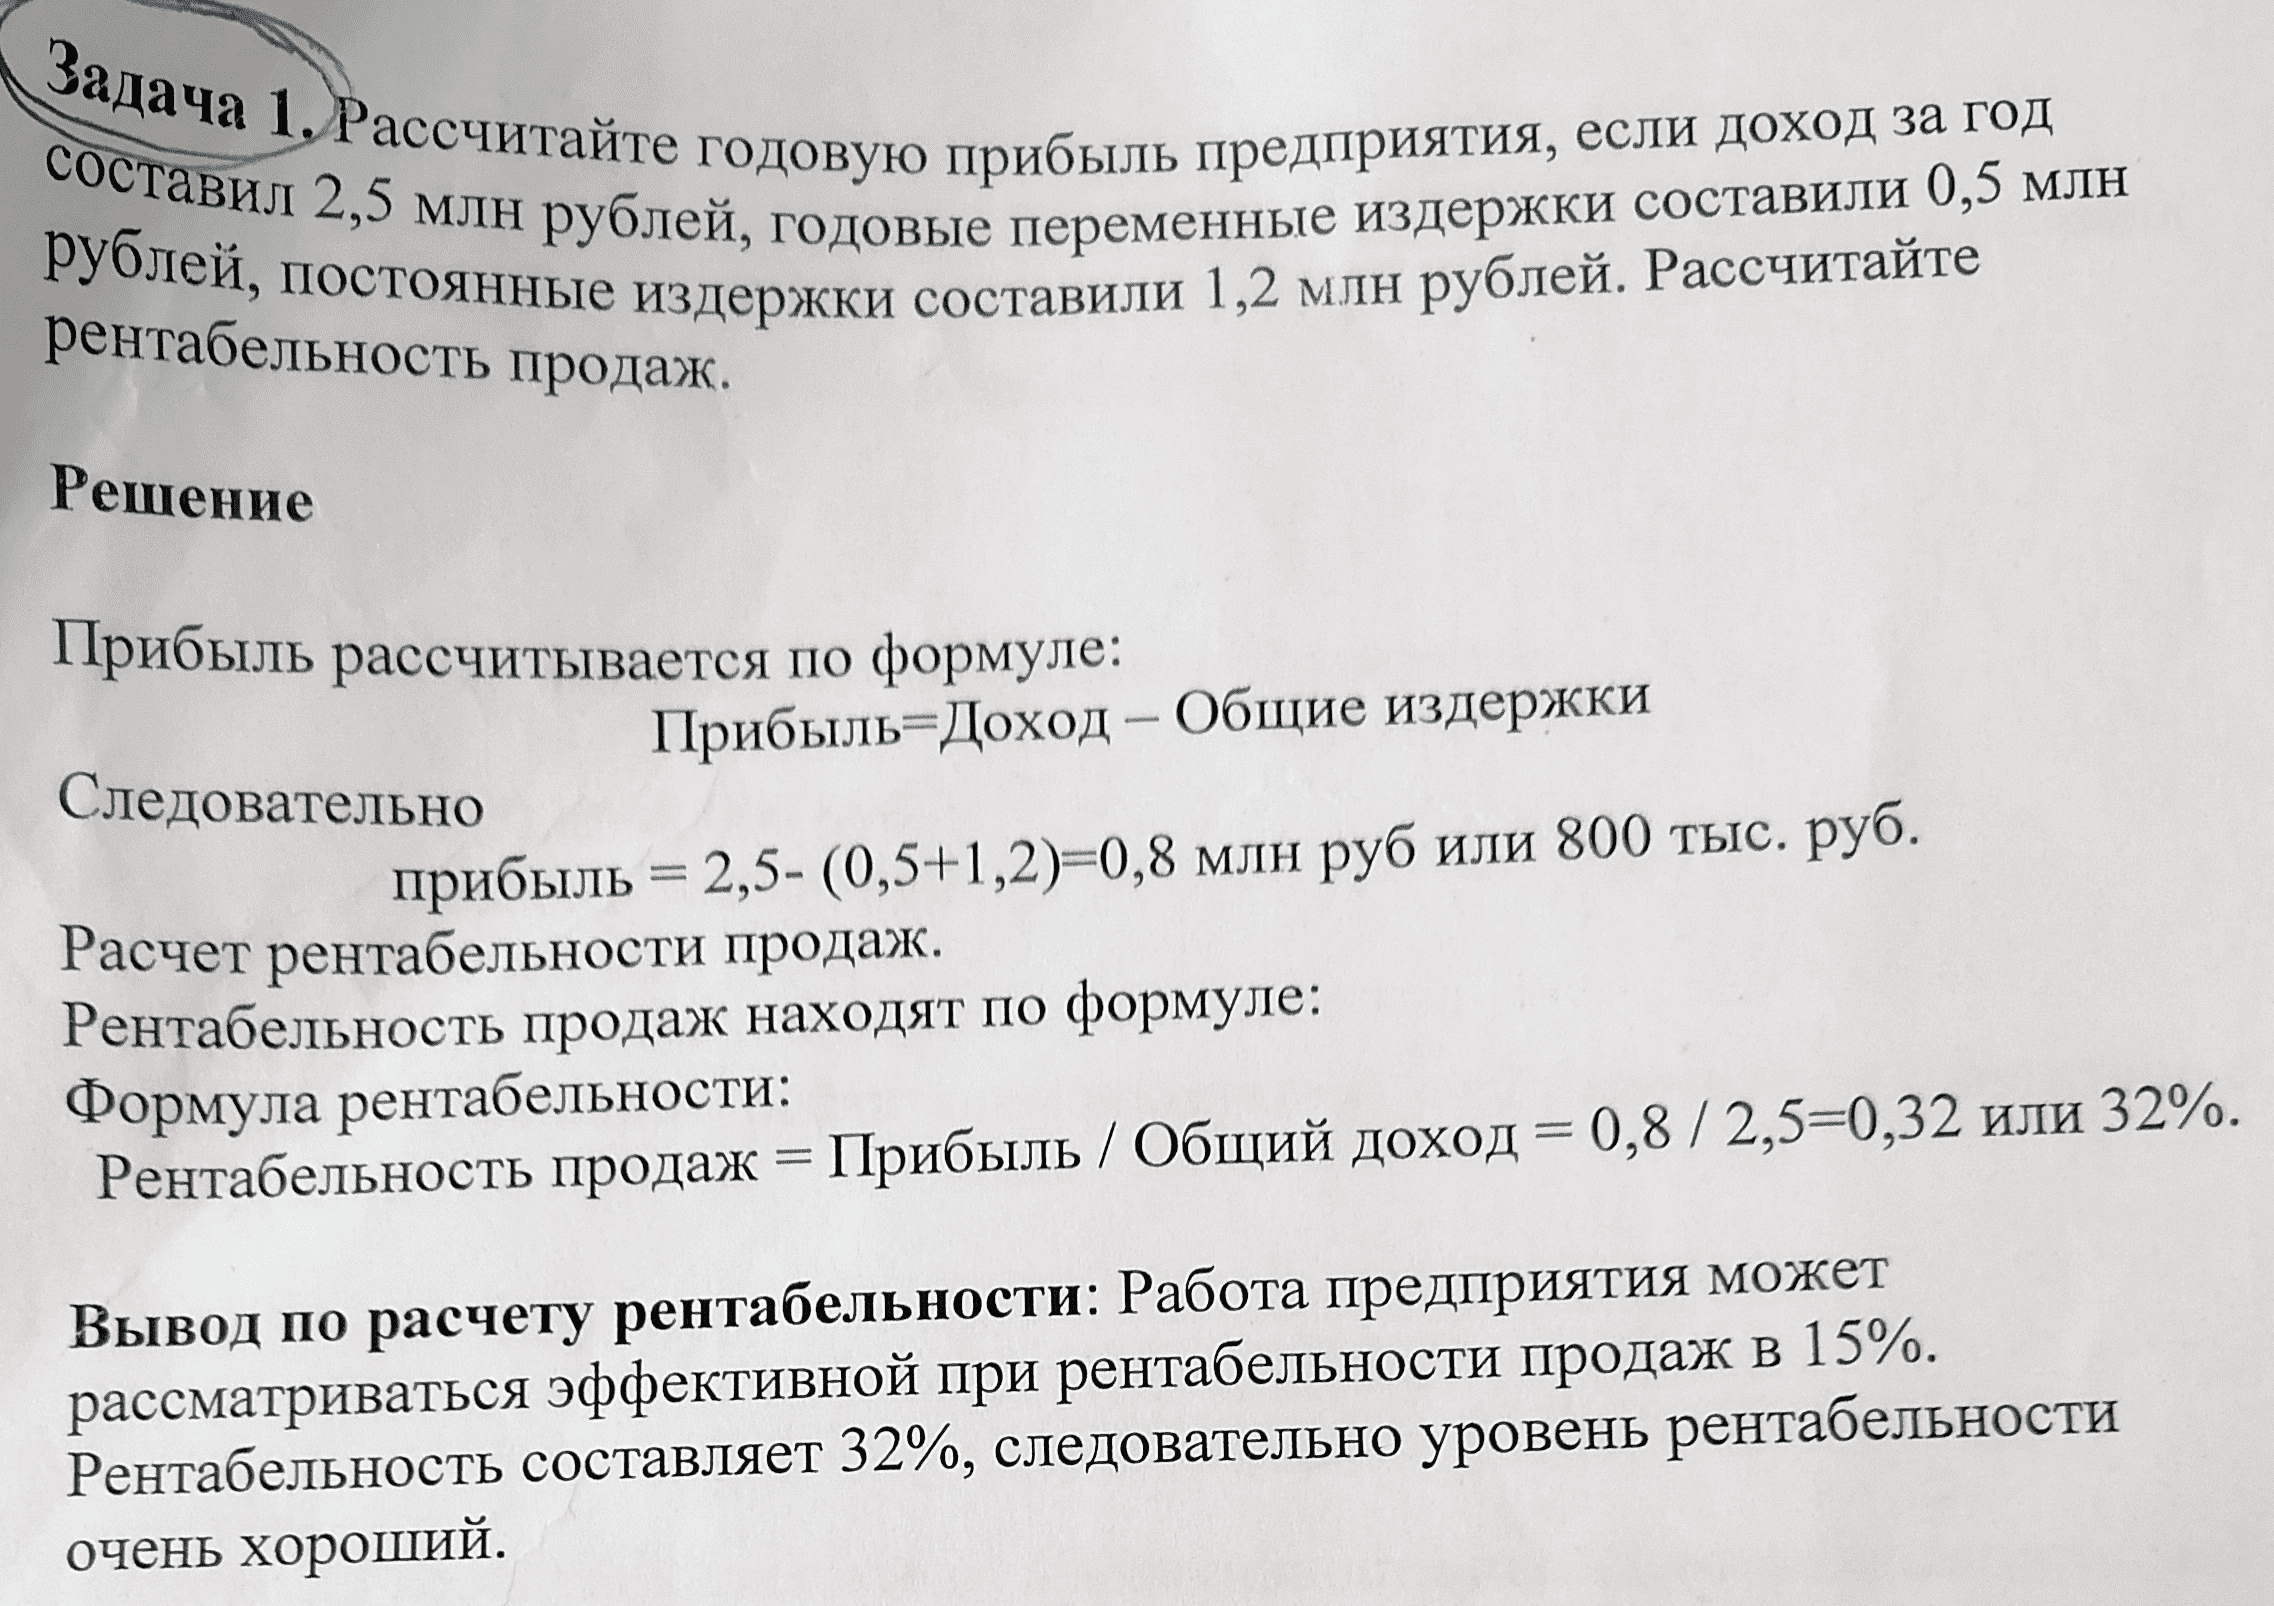 Задача 1. Рассчитайте годовую прибыль предприятия, если доход за год
составил 2,5 млн рублей, годовые переменные издержки составили 0,5 млн
рублей, постоянные издержки составили 1,2 млн рублей. Рассчитайте
рентабельность продаж.
Решение
Прибыль рассчитывается по формуле:
Прибыль=Доход – Общие издержки
Следовательно
прибыль = 2,5- (0,5+1,2)=0,8 млн руб или 800 тыс. руб.
Расчет рентабельности продаж.
Рентабельность продаж находят по формуле:
Формула рентабельности:
Рентабельность продаж = Прибыль / Общий доход = 0,8 / 2,5=0,32 или 32%.
Вывод по расчету рентабельности: Работа предприятия может
рассматриваться эффективной при рентабельности продаж в 15%.
Рентабельность составляет 32%, следовательно уровень рентабельности
очень хороший.